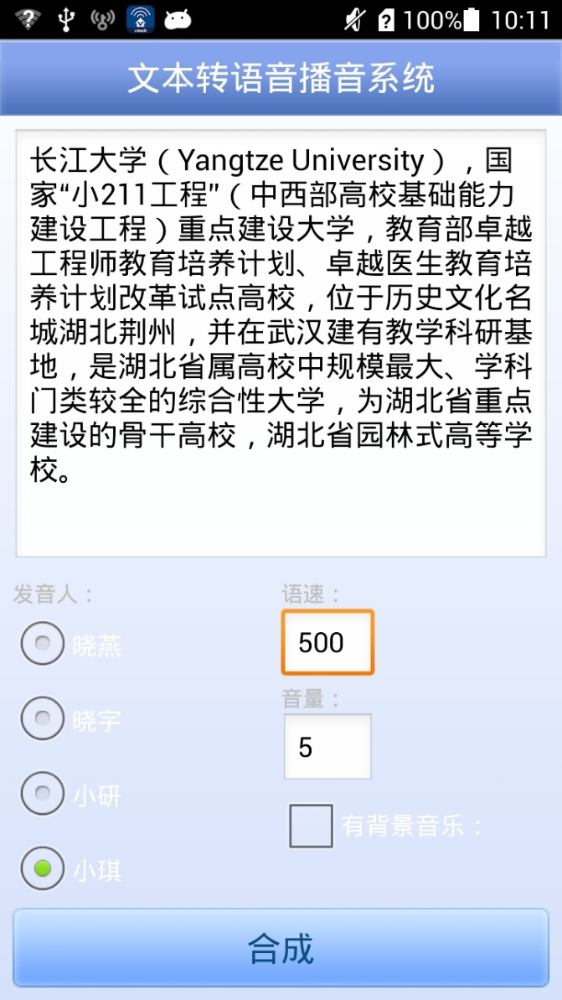 100% 10:11
文本转语音播音系统
长江大学（Yangtze University），国
家“小211工程”（中西部高校基础能力
建设工程）重点建设大学，教育部卓越
工程师教育培养计划、卓越医生教育培
养计划改革试点高校，位于历史文化名
城湖北荆州，并在武汉建有教学科研基
地，是湖北省属高校中规模最大、学科
门类较全的综合性大学，为湖北省重点
建设的骨干高校，湖北省园林式高等学
校。
发音人：
晓燕
晓宇
小研
小琪
语速：
500
音量：
5
有背景音乐：
合成